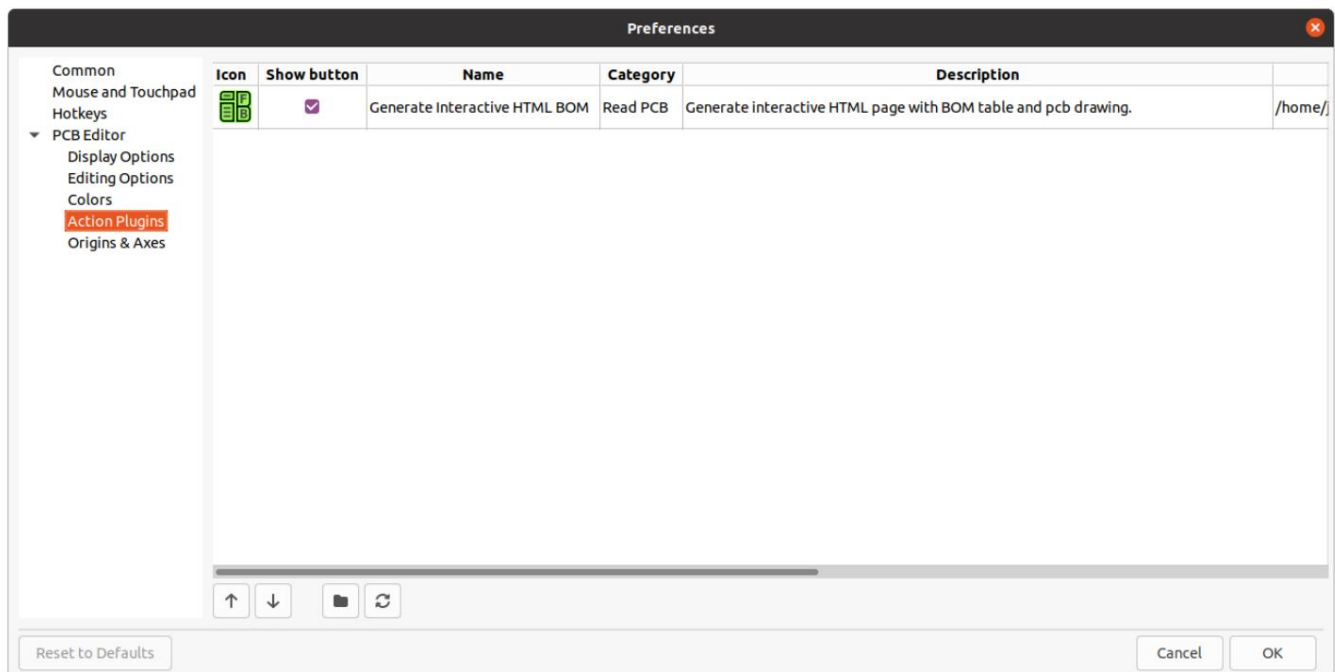 Preferences
Common
Mouse and Touchpad
Hotkeys
PCB Editor
Display Options
Editing Options
Colors
Action Plugins
Origins & Axes
Icon Show button Name Category Description
F
B
Generate Interactive HTML BOM Read PCB Generate interactive HTML page with BOM table and pcb drawing. /home/j
Reset to Defaults Cancel OK